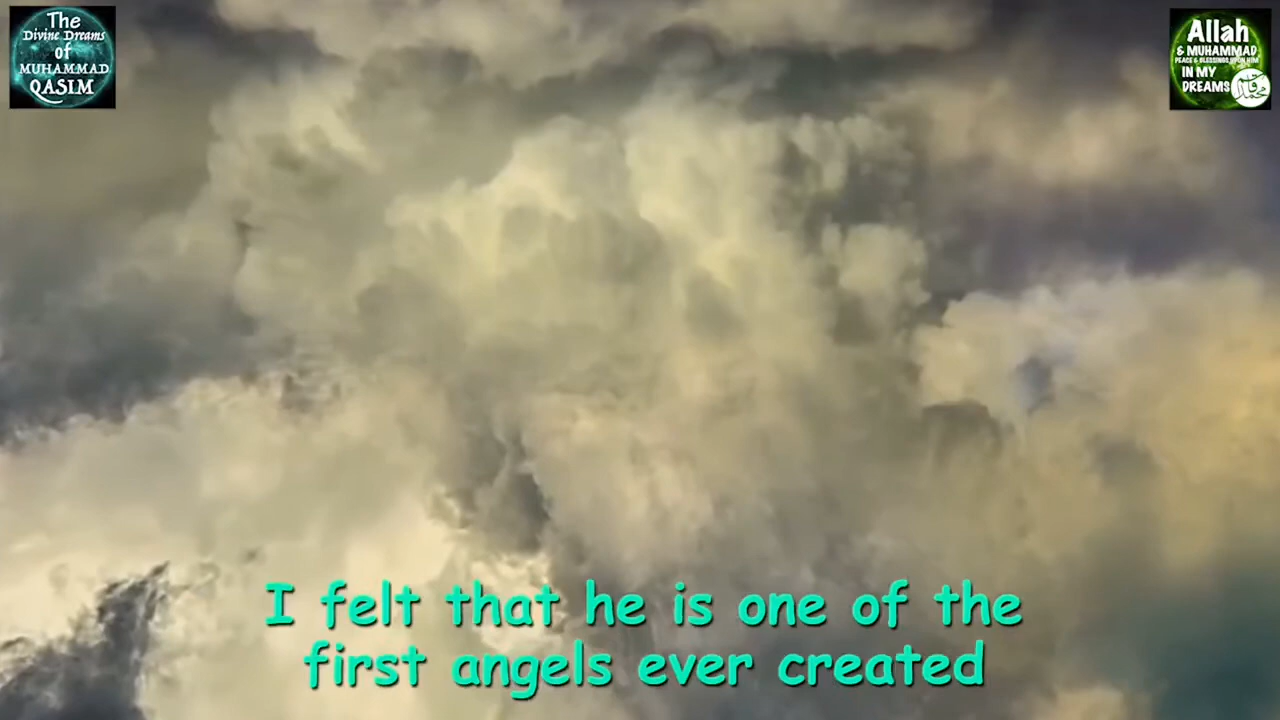 The
Divine Dreams
of
MUHAMMAD
QASIM
Allah
& MUHAMMAD
PEACE & BLESSINGS UPON HIM
IN MY
DREAMS
I felt that he is one of the
first angels ever created